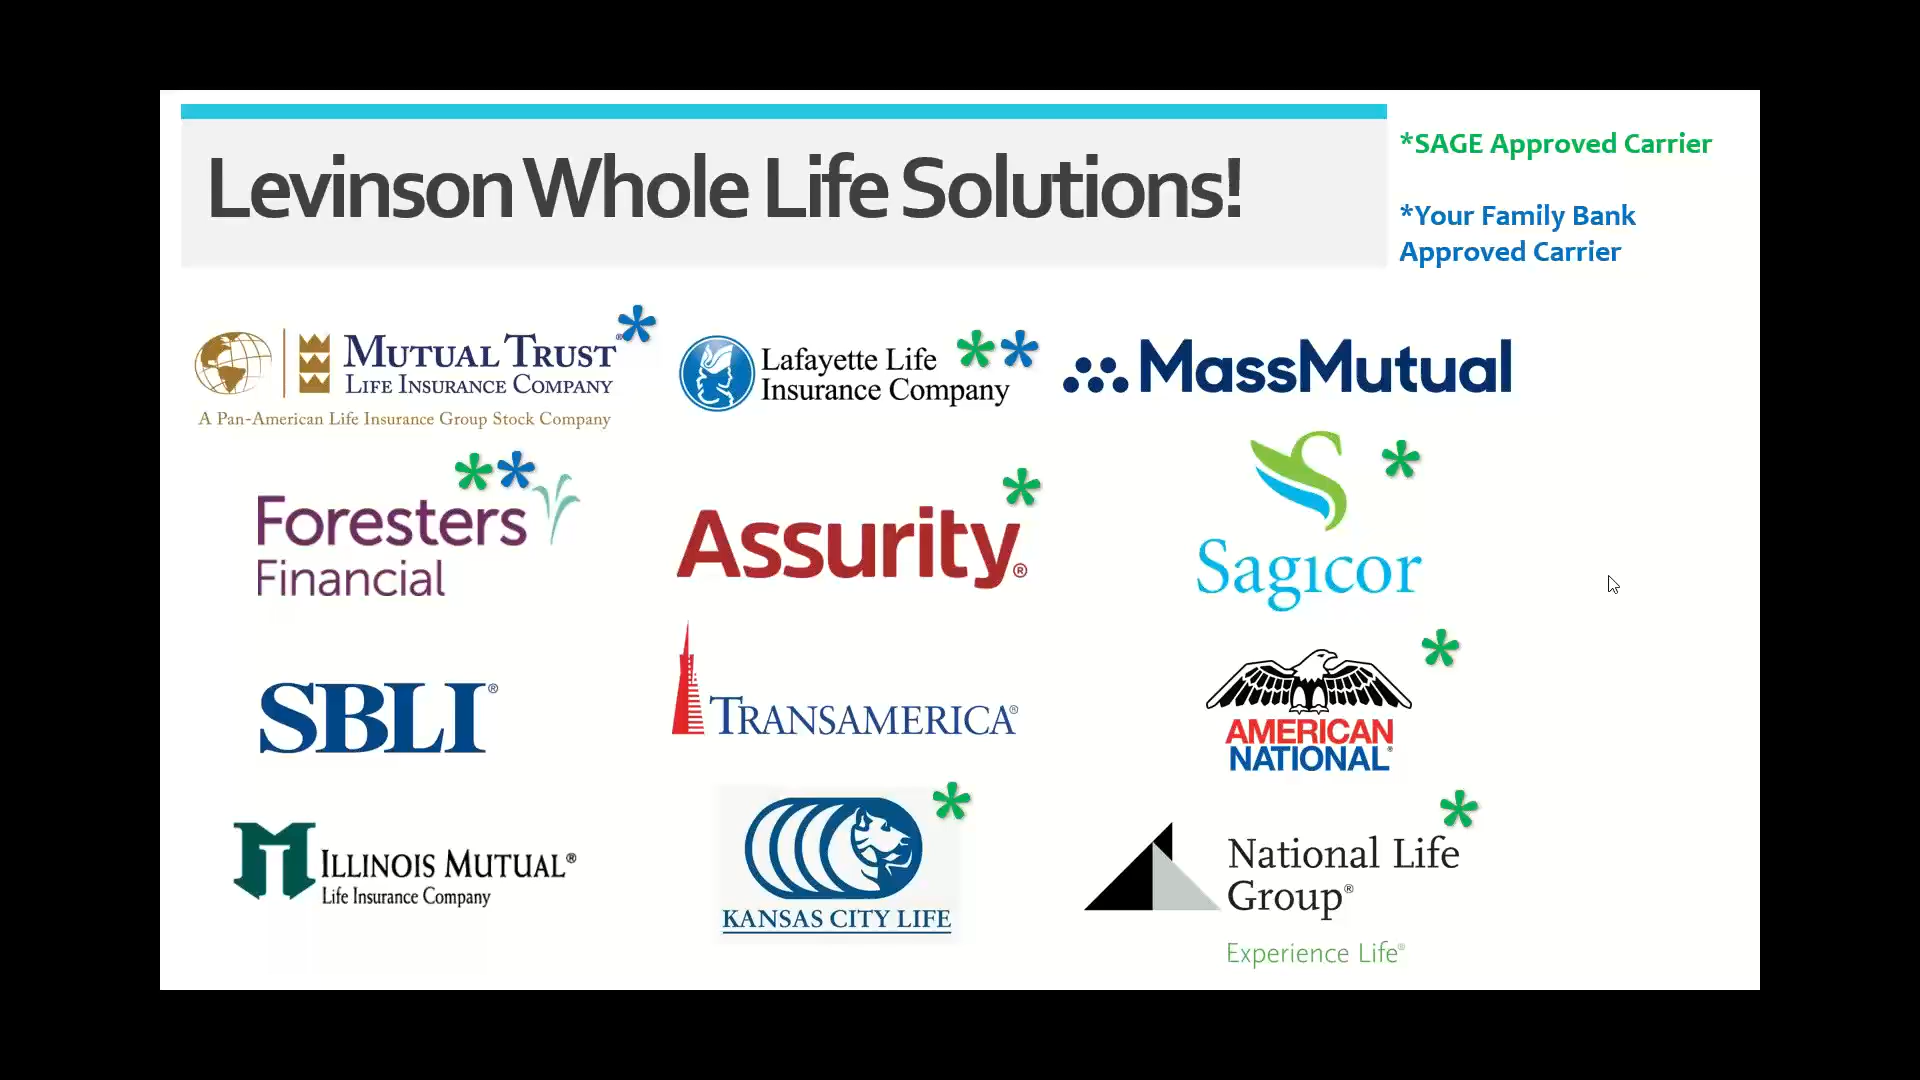 Levinson Whole Life Solutions!
*SAGE Approved Carrier
*Your Family Bank
Approved Carrier
MUTUAL TRUST® *
LIFE INSURANCE COMPANY
A Pan-American Life Insurance Group Stock Company
Lafayette Life * *
Insurance Company
MassMutual
* *
Foresters
Financial
*
Assurity®
*
Sagicor
SBLI®
TRANSAMERICA®
*
AMERICAN
NATIONAL®
ILLINOIS MUTUAL®
Life Insurance Company
*
KANSAS CITY LIFE
*
National Life
Group®
Experience Life®